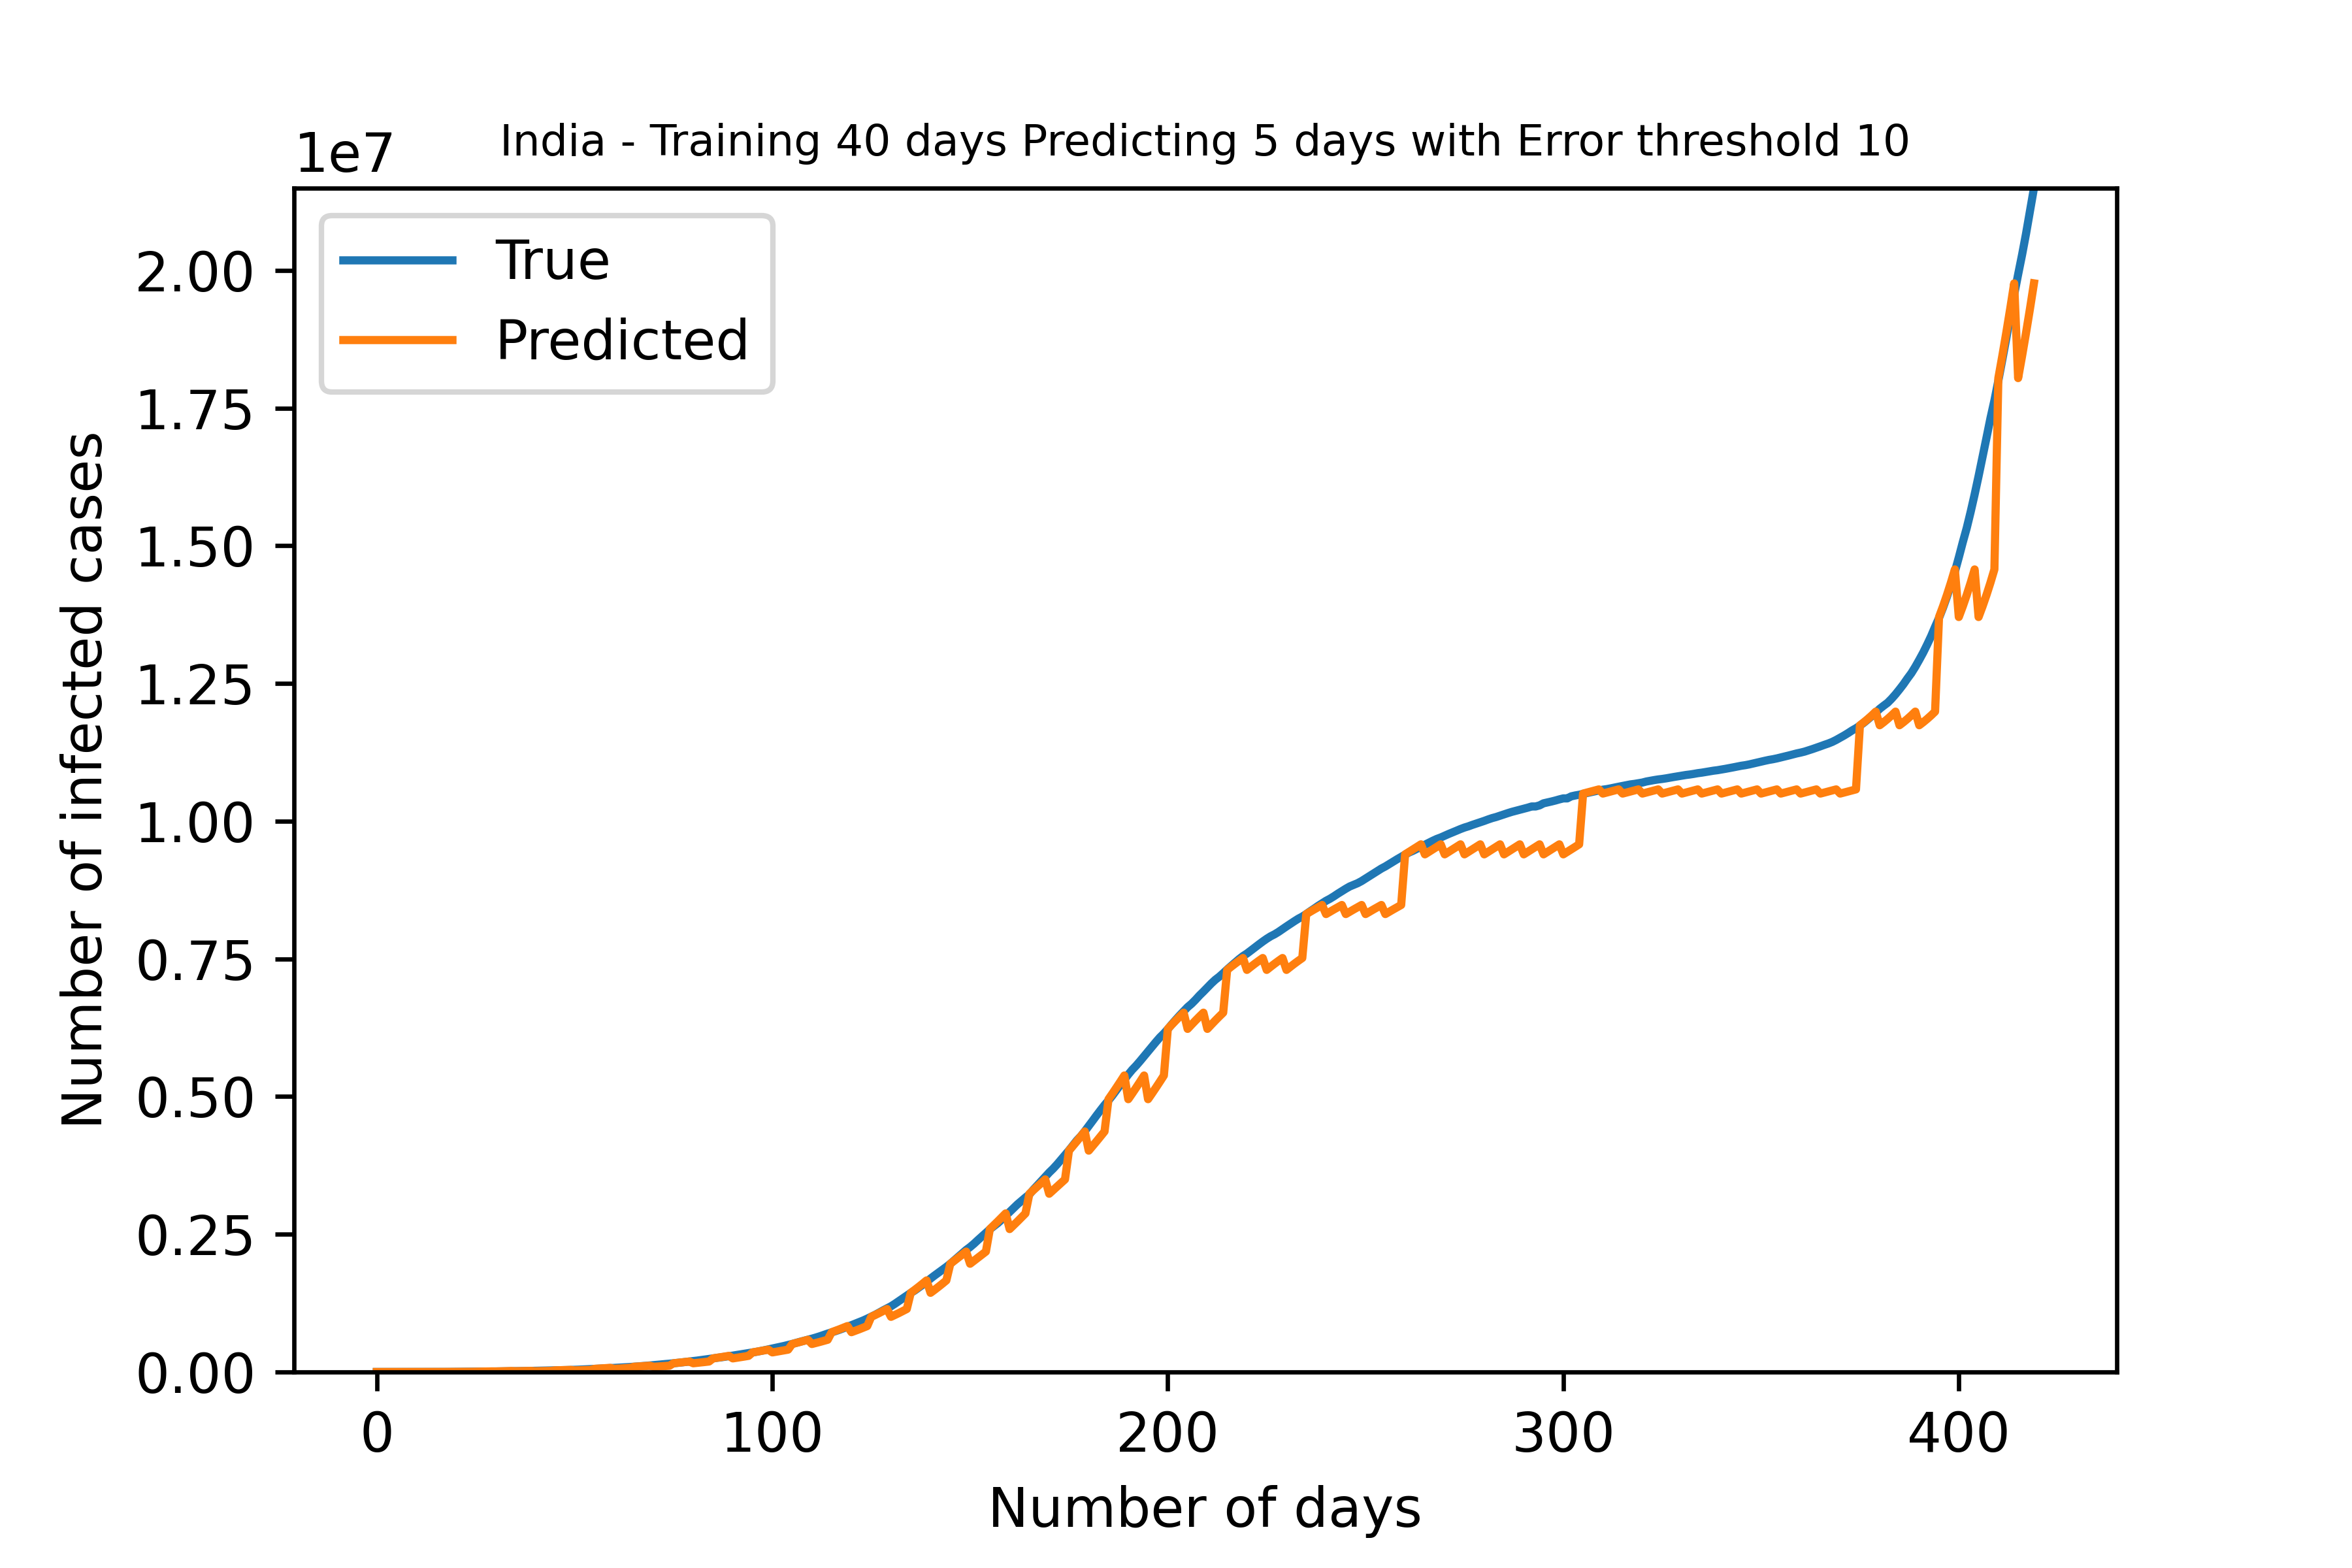 India - Training 40 days Predicting 5 days with Error threshold 10
1e7
True
Predicted
2.00
1.75
1.50
1.25
1.00
0.75
0.50
0.25
0.00
Number of infected cases
0 100 200 300 400
Number of days